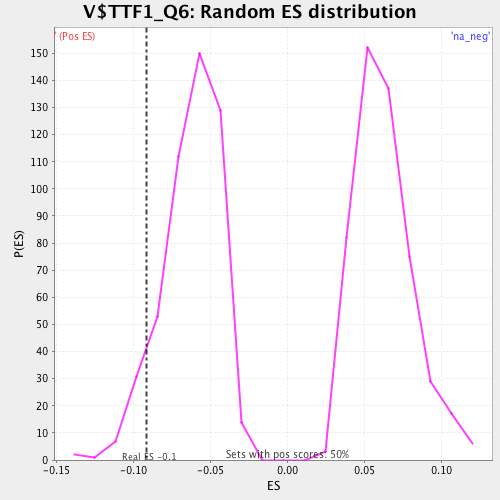 V$TTF1_Q6: Random ES distribution
' (Pos ES)
'na_neg'
150
140
130
120
110
100
90
80
70
60
50
40
30
20
10
0
P(ES)
Real ES -0.1
Sets with pos scores: 50%
-0.15 -0.10 -0.05 0.00 0.05 0.10
ES